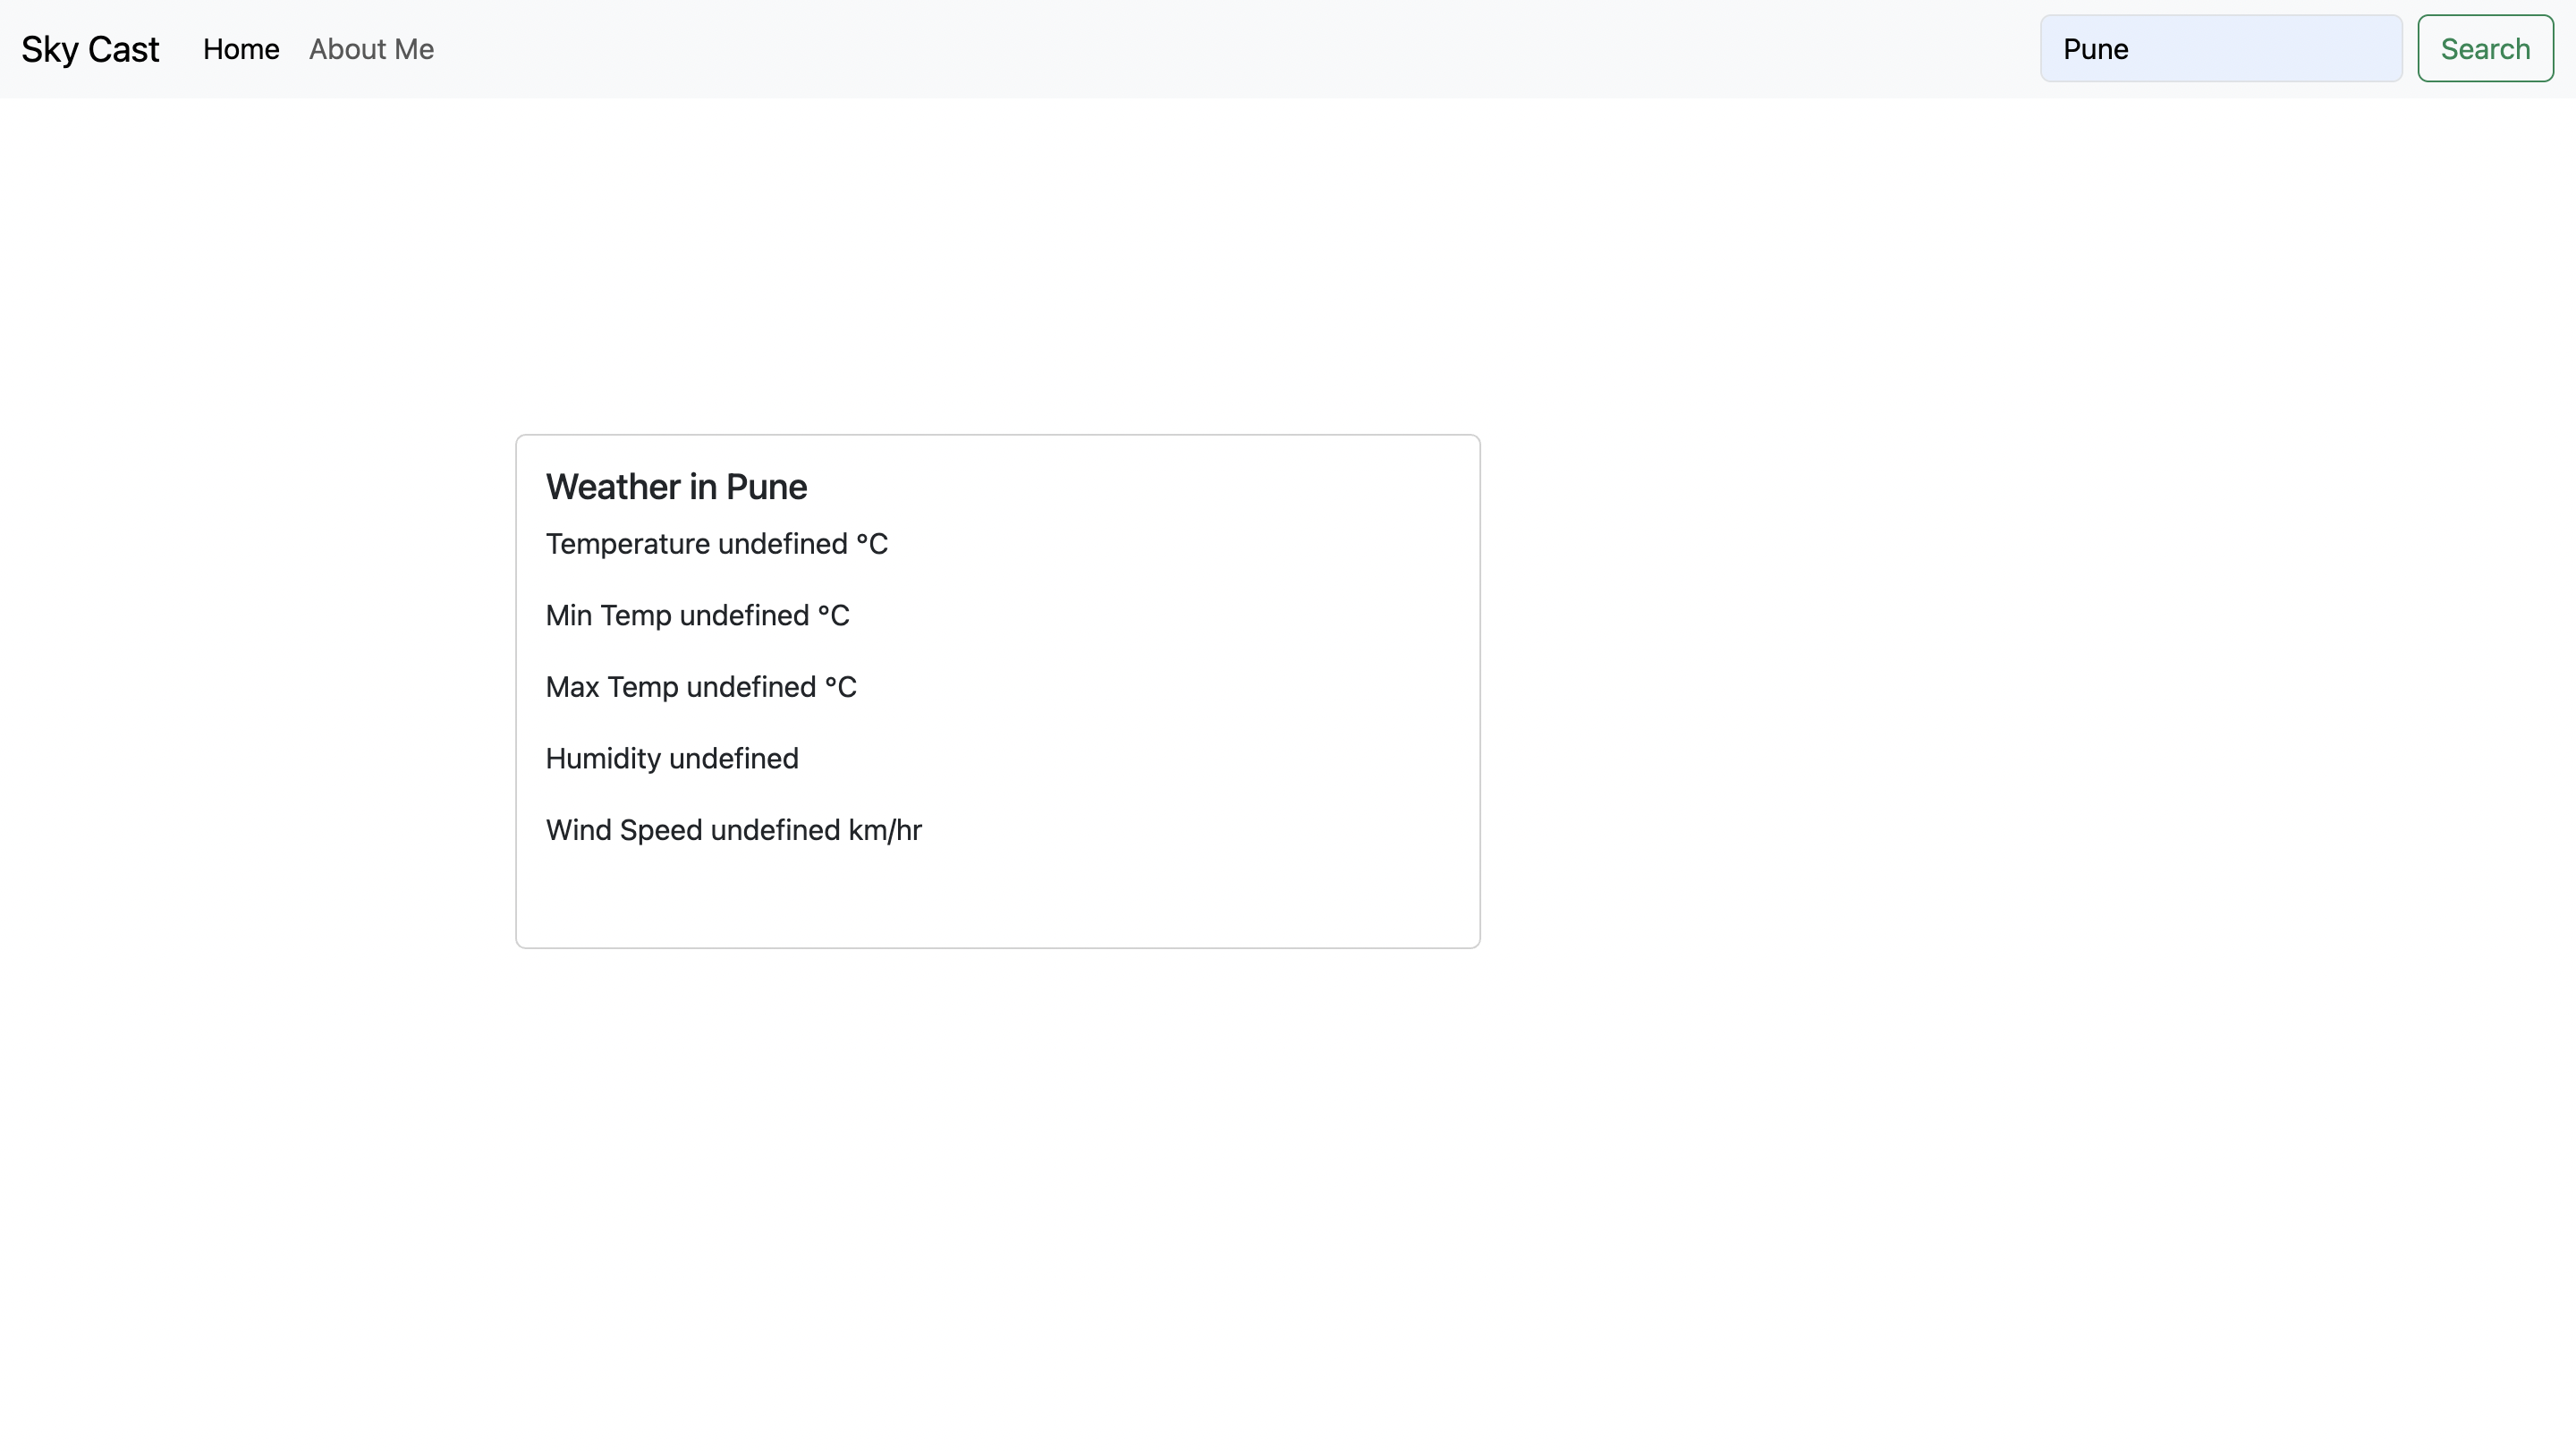 Sky Cast Home About Me Pune Search
Weather in Pune
Temperature undefined °C
Min Temp undefined °C
Max Temp undefined °C
Humidity undefined
Wind Speed undefined km/hr